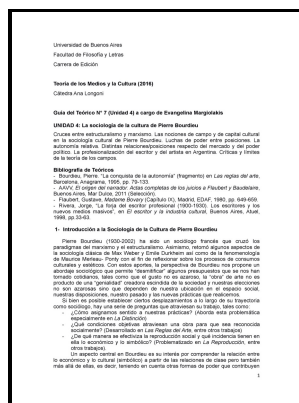 Universidad de Buenos Aires
Facultad de Filosofía y Letras
Carrera de Edición
Teoría de los Medios y la Cultura (2016)
Cátedra Ana Longoni
Guía del Teórico N° 7 (Unidad 4) a cargo de Evangelina Margiolakis
UNIDAD 4: La sociología de la cultura de Pierre Bourdieu
Cruces entre estructuralismo y marxismo. Las nociones de campo y de capital cultural
en la sociología cultural de Pierre Bourdieu. Luchas de poder entre posiciones. La
autonomía relativa. Distintas relaciones/posiciones respecto del mercado y del poder
político. La profesionalización del escritor y del artista en Argentina. Críticas y límites
de la teoría de los campos.
Bibliografía de Teóricos
- Bourdieu, Pierre. "La conquista de la autonomía" (fragmento) en Las reglas del arte,
Barcelona, Anagrama, 1995, pp. 79-133.
- AAVV, El origen del narrador. Actas completas de los juicios a Flaubert y Baudelaire,
Buenos Aires, Mar Dulce, 2011 (Selección).
- Flaubert, Gustave, Madame Bovary (Capítulo IX), Madrid, EDAF, 1980, pp. 649-659.
- Rivera, Jorge, "La forja del escritor profesional (1900-1930). Los escritores y los
nuevos medios masivos", en El escritor y la industria cultural, Buenos Aires, Atuel,
1998, pp 33-63.
1- Introducción a la Sociología de la Cultura de Pierre Bourdieu
Pierre Bourdieu (1930-2002) ha sido un sociólogo francés que cruzó los
paradigmas del marxismo y el estructuralismo. Asimismo, retomó algunos aspectos de
la sociología clásica de Max Weber y Émile Durkheim así como de la fenomenología
de Maurice Merleau- Ponty con el fin de reflexionar sobre los procesos de consumos
culturales y estéticos. Con estos aportes, la perspectiva de Bourdieu nos propone un
abordaje sociológico que permite "desmitificar" algunos presupuestos que se nos han
tornado cotidianos, tales como que el gusto no es azaroso, la "obra" de arte no es
producto de una "genialidad" creadora escindida de la sociedad y nuestras elecciones
no son azarosas sino que dependen de nuestra ubicación en el espacio social,
nuestras disposiciones, nuestro pasado y las nuevas prácticas que realicemos.
Si bien es posible establecer ciertos desplazamientos a lo largo de su trayectoria
como sociólogo, hay una serie de preguntas que atraviesan su trabajo, tales como:
- ¿Cómo asignamos sentido a nuestras prácticas? (Aborda esta problemática
especialmente en La Distinción)
- ¿Qué condiciones objetivas atraviesan una obra para que sea reconocida
socialmente? (Desarrollado en Las Reglas del Arte, entre otros trabajos)
- ¿De qué manera se efectiviza la reproducción social y qué incidencia tienen en
ella lo económico y lo simbólico? (Problematizado en La Reproducción, entre
otros trabajos).
Un aspecto central en Bourdieu es su interés por comprender la relación entre
lo económico y lo cultural (simbólico) a partir de las relaciones de clase pero también
más allá de ellas, es decir, teniendo en cuenta otras formas de poder que contribuyen
1